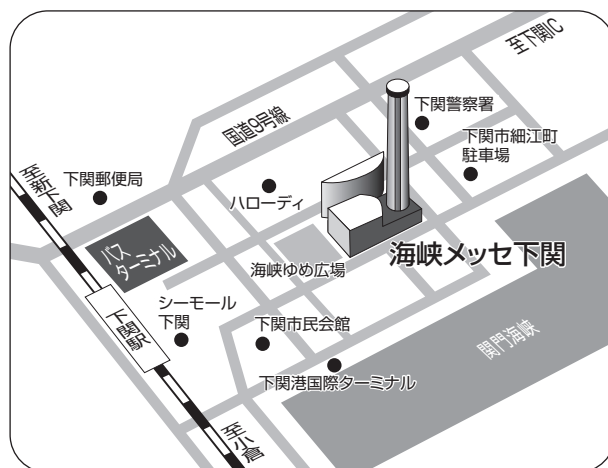 至下関IC
国道9号線
下関警察署
下関市細江町
駐車場
至新下関
下関郵便局
ハローディ
バス
ターミナル
海峡メッセ下関
海峡ゆめ広場
シーモール
下関
下関駅
下関市民会館
関門海峡
下関港国際ターミナル
至小倉